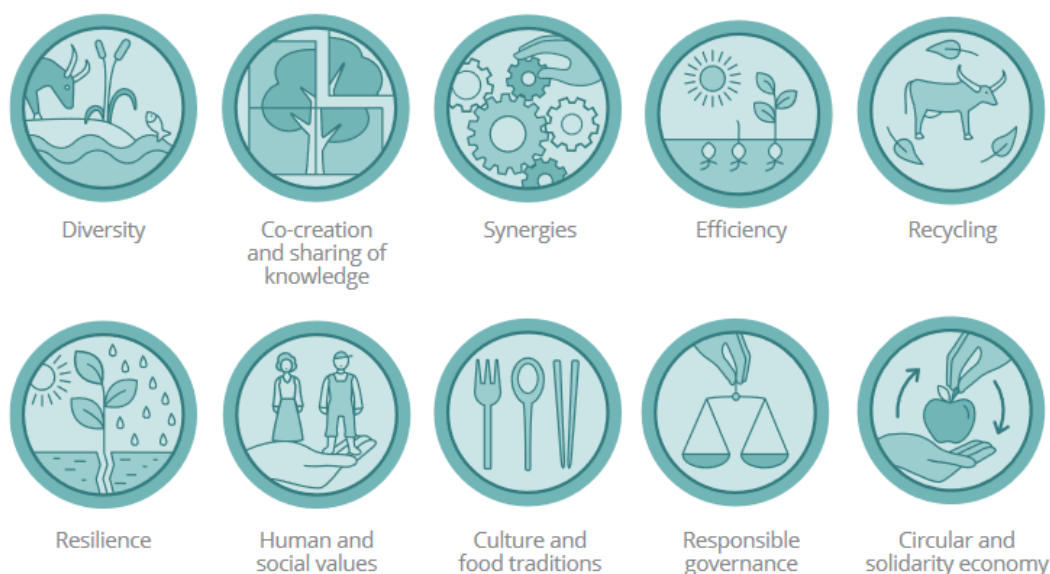 Diversity
Co-creation
and sharing of
knowledge
Synergies
Efficiency
Recycling
Resilience
Human and
social values
Culture and
food traditions
Responsible
governance
Circular and
solidarity economy